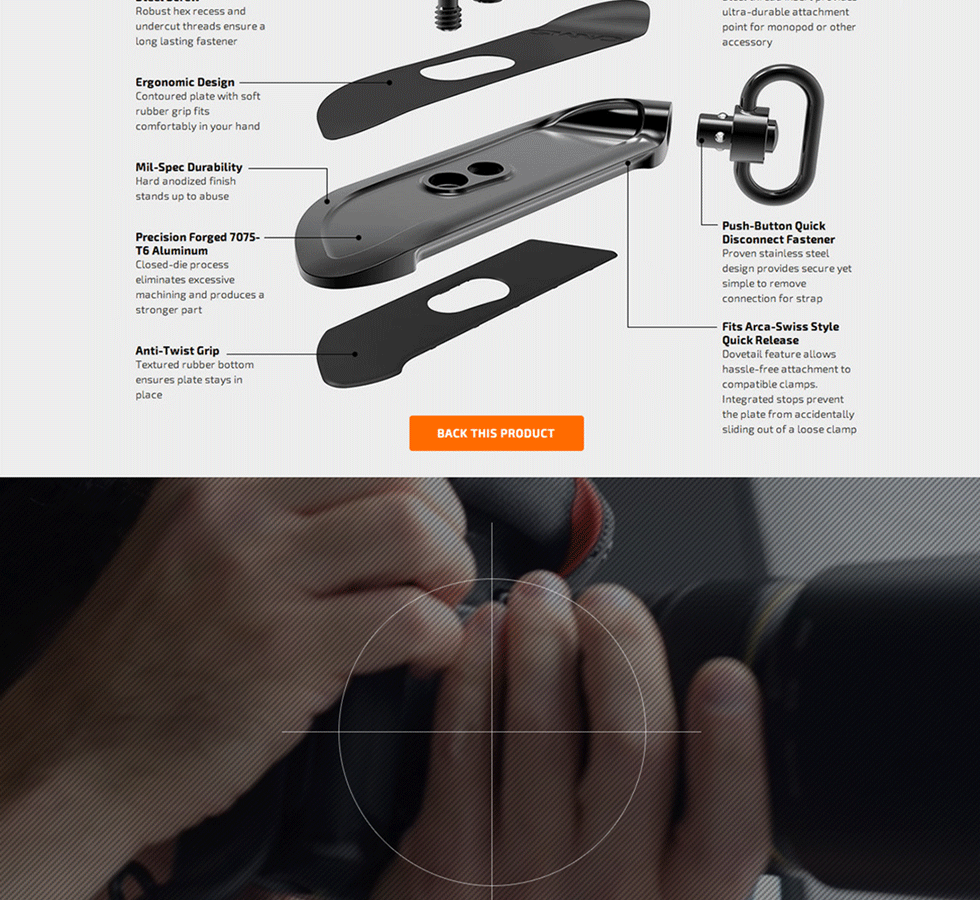 Robust hex recess and
undercut threads ensure a
long lasting fastener
Ergonomic Design
Contoured plate with soft
rubber grip fits
comfortably in your hand
Mil-Spec Durability
Hard anodized finish
stands up to abuse
Precision Forged 7075-
T6 Aluminum
Closed-die process
eliminates excessive
machining and produces a
stronger part
Anti-Twist Grip
Textured rubber bottom
ensures plate stays in
place
ultra-durable attachment
point for monopod or other
accessory
Push-Button Quick
Disconnect Fastener
Proven stainless steel
design provides secure yet
simple to remove
connection for strap
Fits Arca-Swiss Style
Quick Release
Dovetail feature allows
hassle-free attachment to
compatible clamps.
Integrated stops prevent
the plate from accidentally
sliding out of a loose clamp
BACK THIS PRODUCT